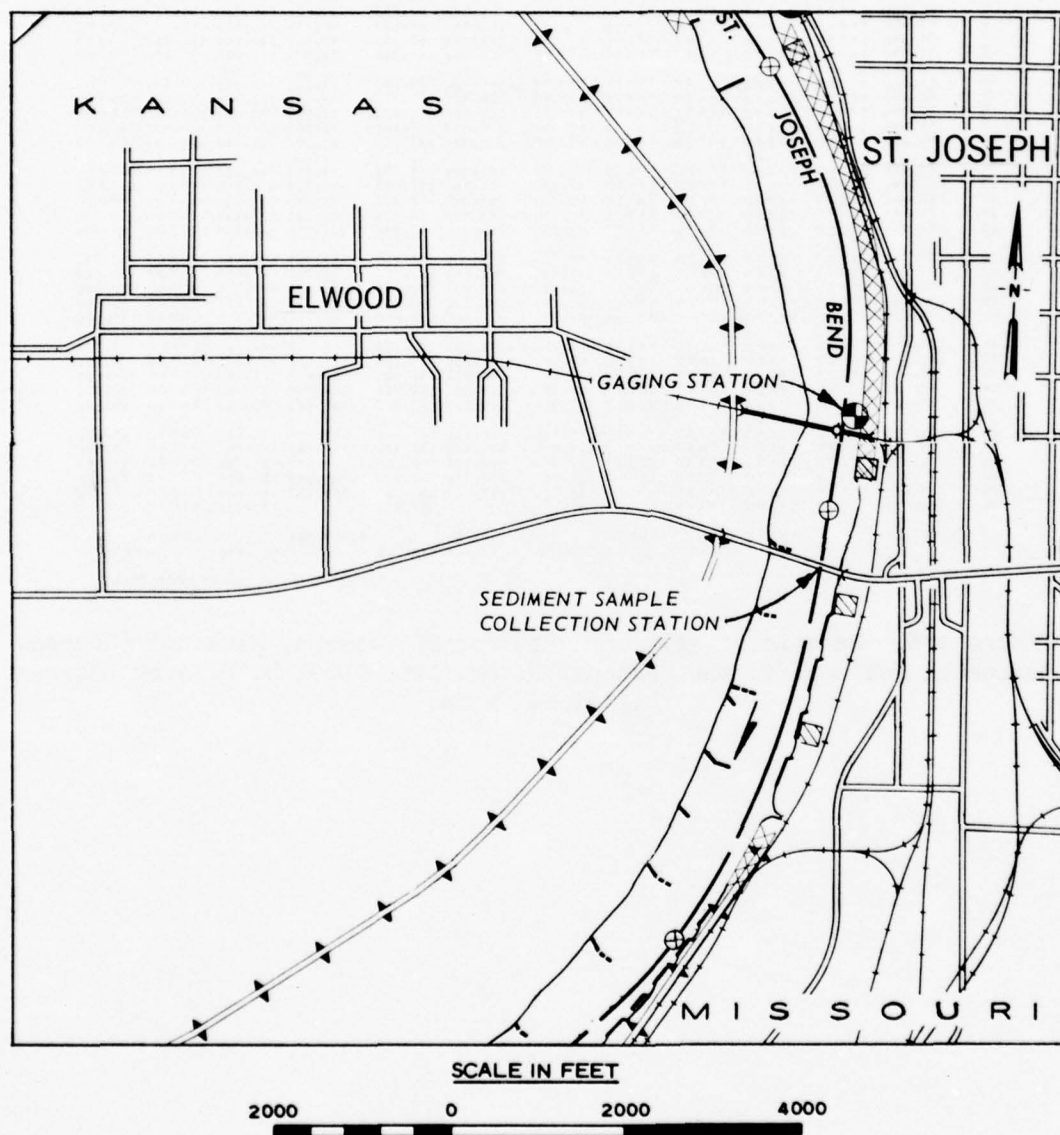 ST.
JOSEPH
BEND
KANSAS
ST. JOSEPH
N
ELWOOD
GAGING STATION
SEDIMENT SAMPLE
COLLECTION STATION
MISSOURI
SCALE IN FEET
2000 0 2000 4000